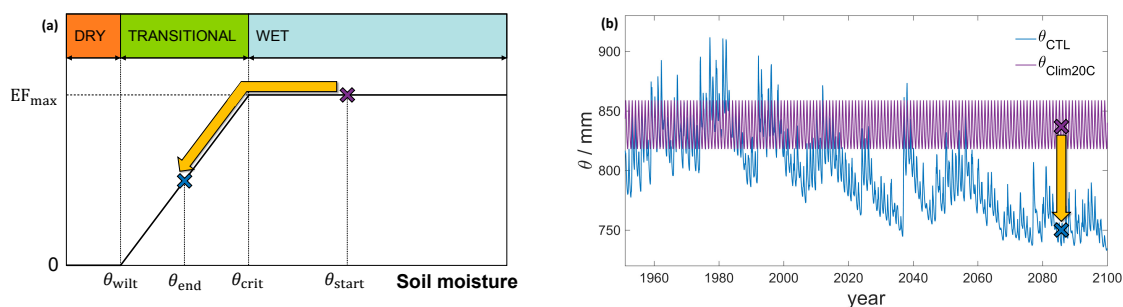 (a)
DRY TRANSITIONAL WET
EFmax
0
θwilt θend θcrit θstart Soil moisture
(b)
900
850
800
750
θ / mm
θCTL
θClim20C
1960 1980 2000 2020 2040 2060 2080 2100
year